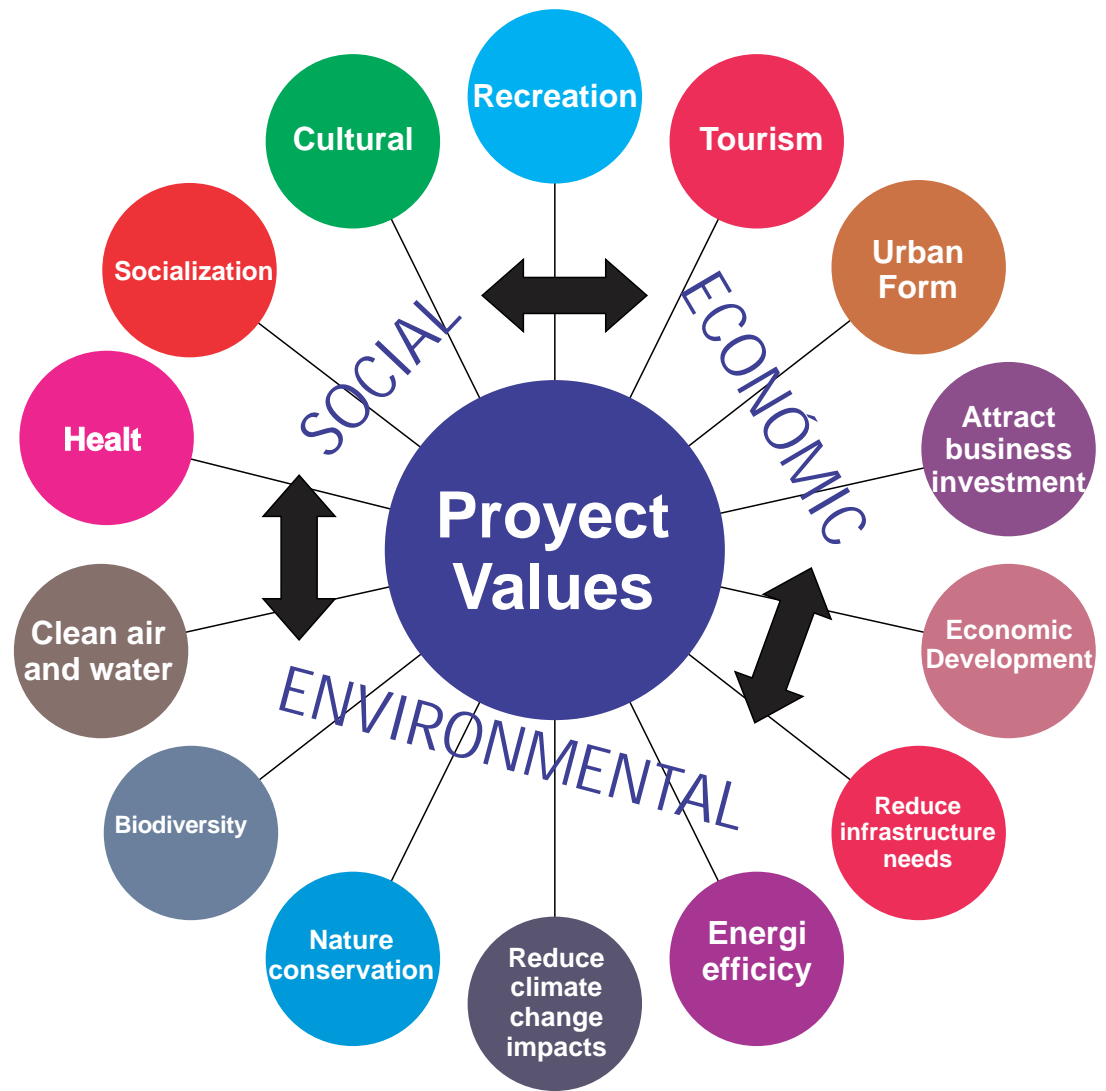 Recreation
Cultural
Tourism
Socialization
Urban
Form
SOCIAL
ECONÓMIC
Healt
Attract
business
investment
Proyect
Values
Clean air
and water
Economic
Development
ENVIRONMENTAL
Biodiversity
Reduce
infrastructure
needs
Nature
conservation
Reduce
climate
change
impacts
Energi
efficicy